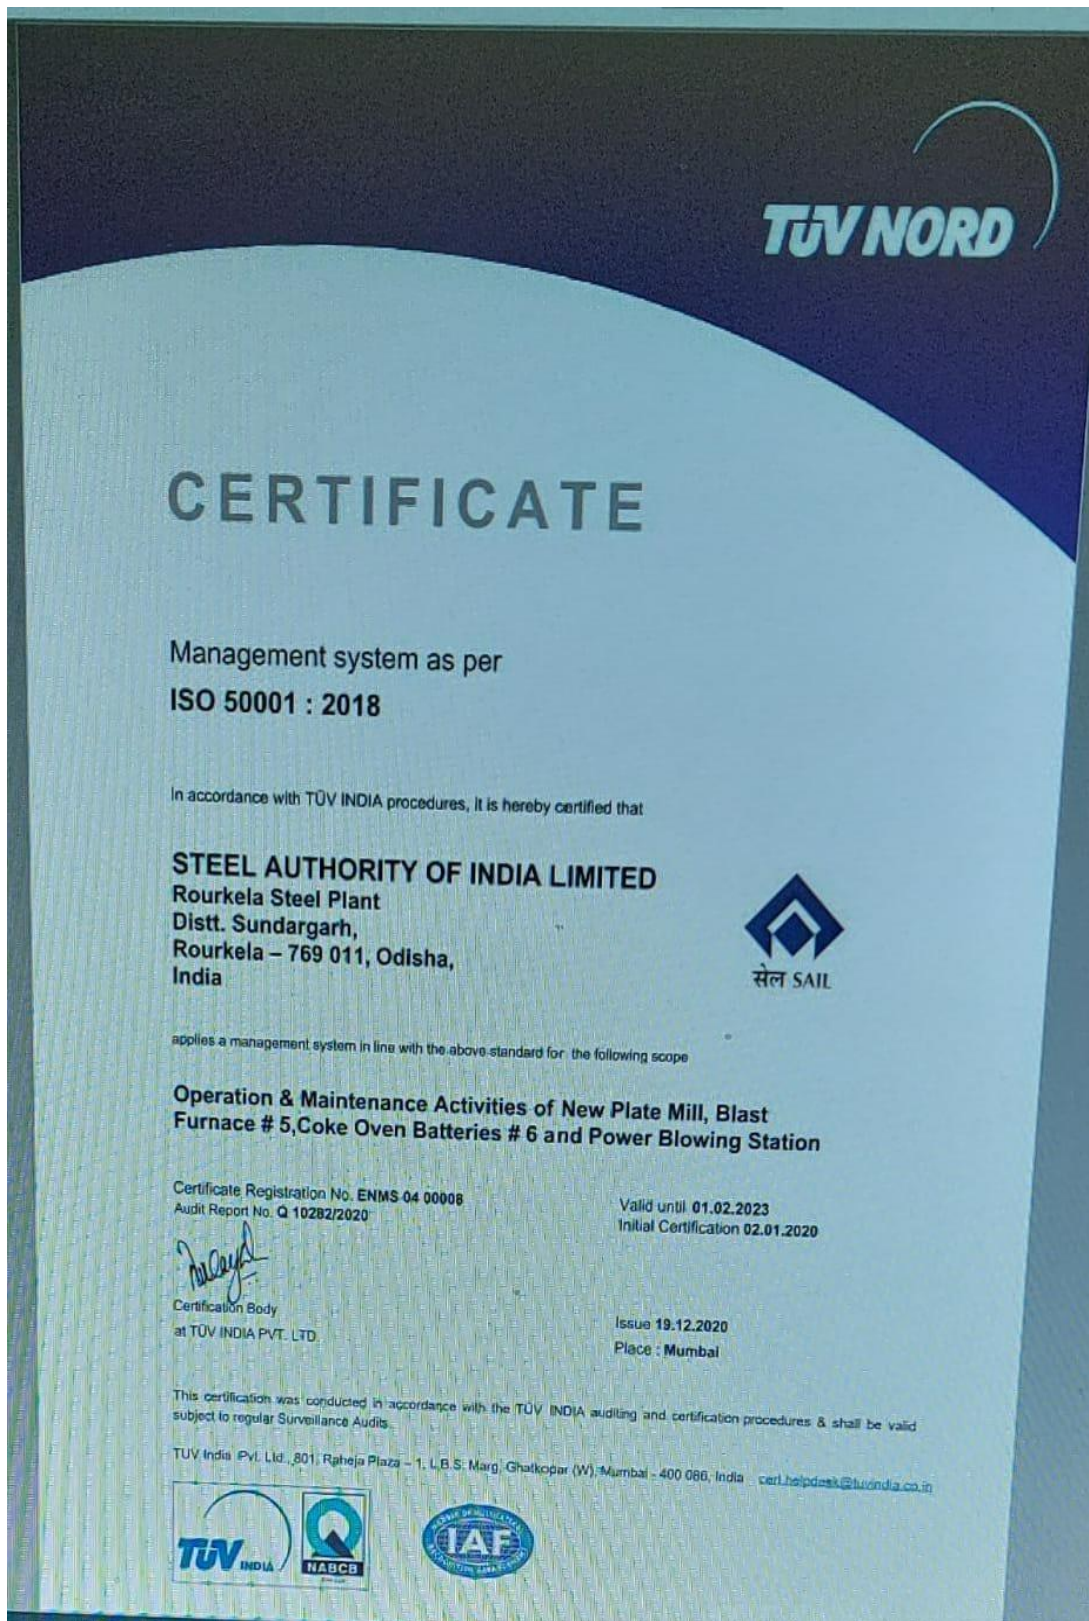 TÜV NORD
CERTIFICATE
Management system as per
ISO 50001 : 2018
In accordance with TÜV INDIA procedures, it is hereby certified that
STEEL AUTHORITY OF INDIA LIMITED
Rourkela Steel Plant
Distt. Sundargarh,
Rourkela – 769 011, Odisha,
India
सेल SAIL
applies a management system in line with the above standard for the following scope
Operation & Maintenance Activities of New Plate Mill, Blast
Furnace # 5,Coke Oven Batteries # 6 and Power Blowing Station
Certificate Registration No. ENMS 04 00008
Audit Report No. Q 10282/2020
Valid until 01.02.2023
Initial Certification 02.01.2020
Certification Body
at TÜV INDIA PVT. LTD.
Issue 19.12.2020
Place : Mumbai
This certification was conducted in accordance with the TÜV INDIA auditing and certification procedures & shall be valid
subject to regular Surveillance Audits
TUV India Pvt. Ltd., 801, Raheja Plaza – 1, L.B.S. Marg, Ghatkopar (W), Mumbai - 400 086, India cert.helpdesk@tuvindia.co.in
TÜV INDIA
NABCB
IAF